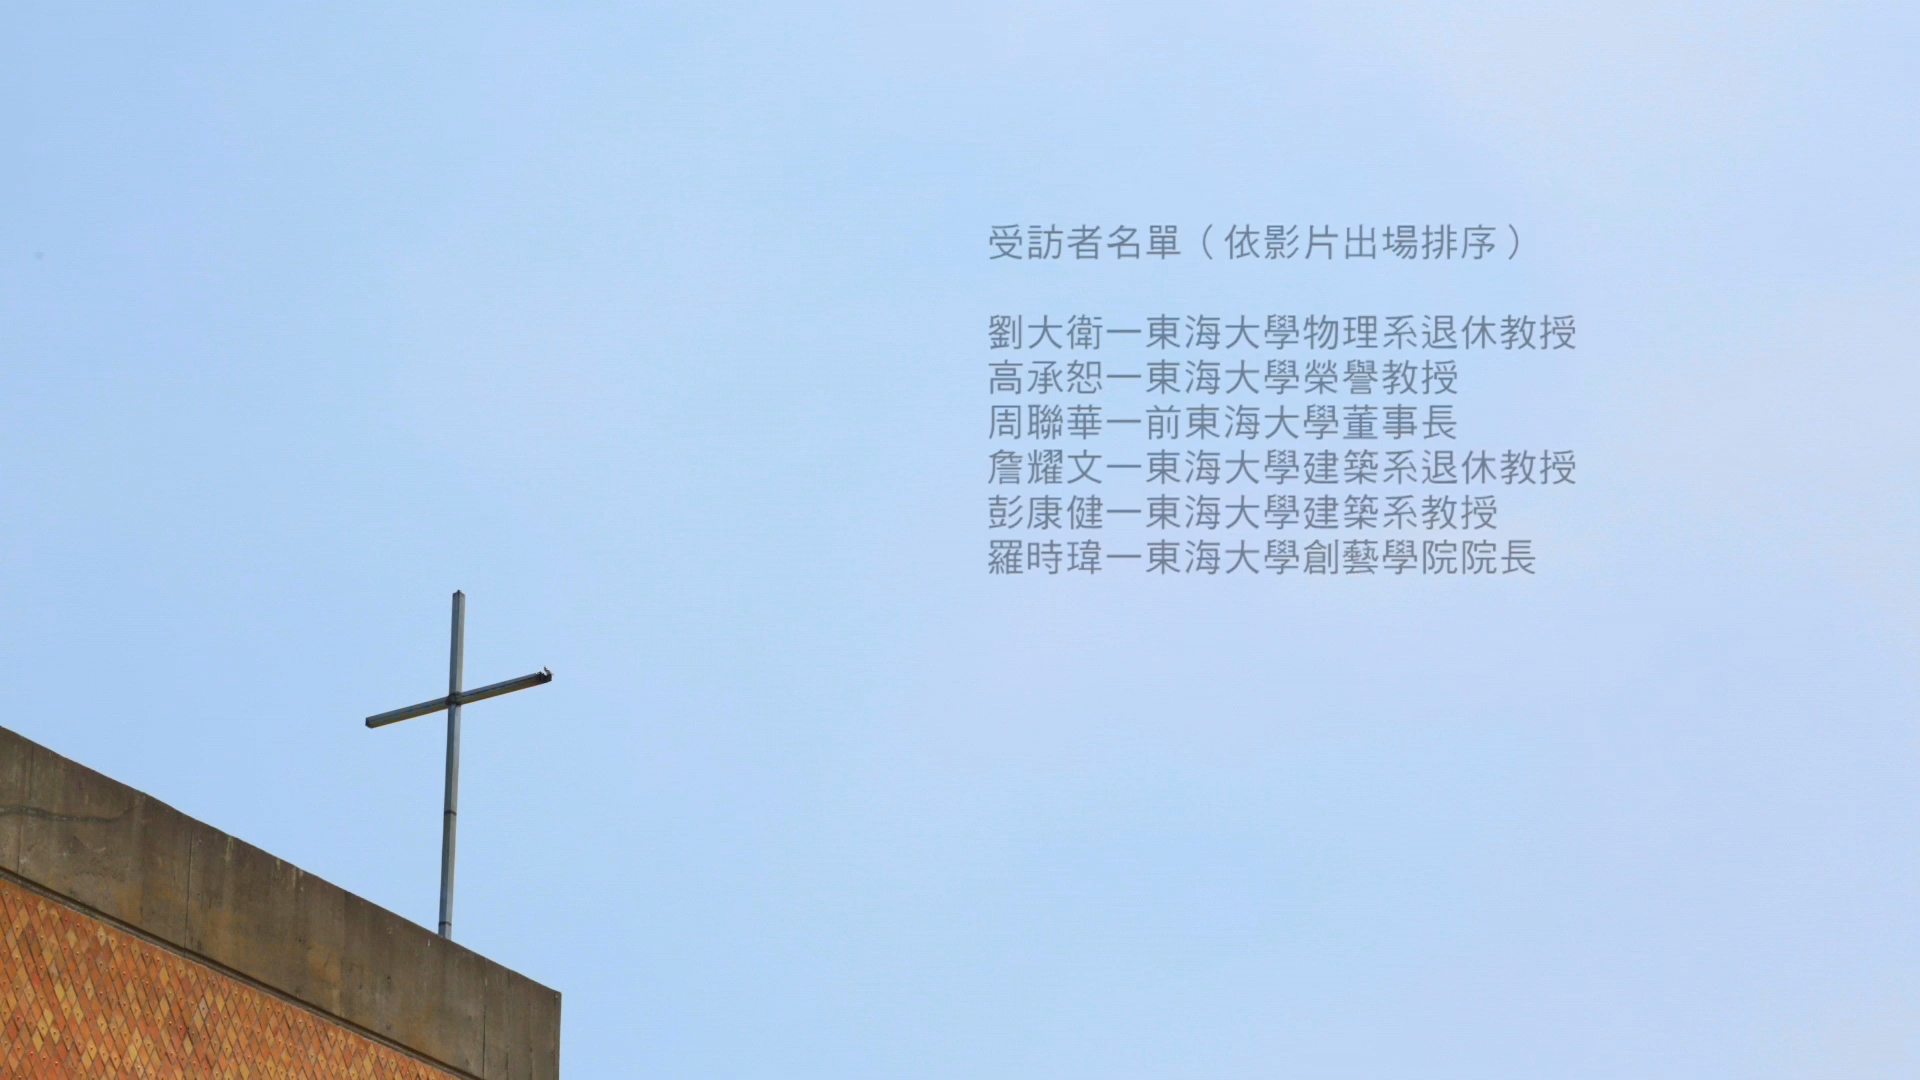 受訪者名單（依影片出場排序）
劉大衛一東海大學物理系退休教授
高承恕一東海大學榮譽教授
周聯華一前東海大學董事長
詹耀文一東海大學建築系退休教授
彭康健一東海大學建築系教授
羅時瑋一東海大學創藝學院院長